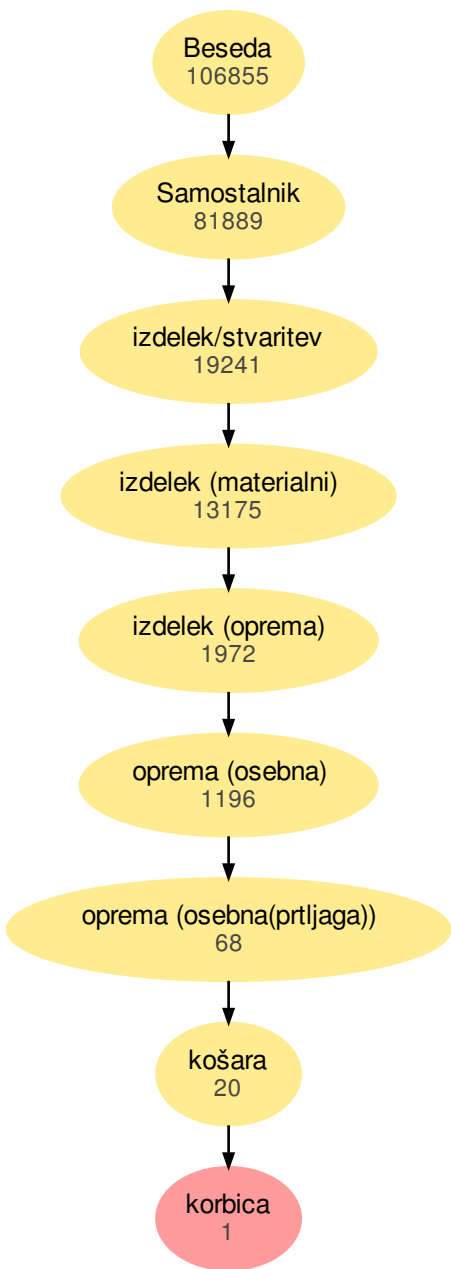 Beseda
106855
Samostalnik
81889
izdelek/stvaritev
19241
izdelek (materialni)
13175
izdelek (oprema)
1972
oprema (osebna)
1196
oprema (osebna(prtljaga))
68
košara
20
korbica
1